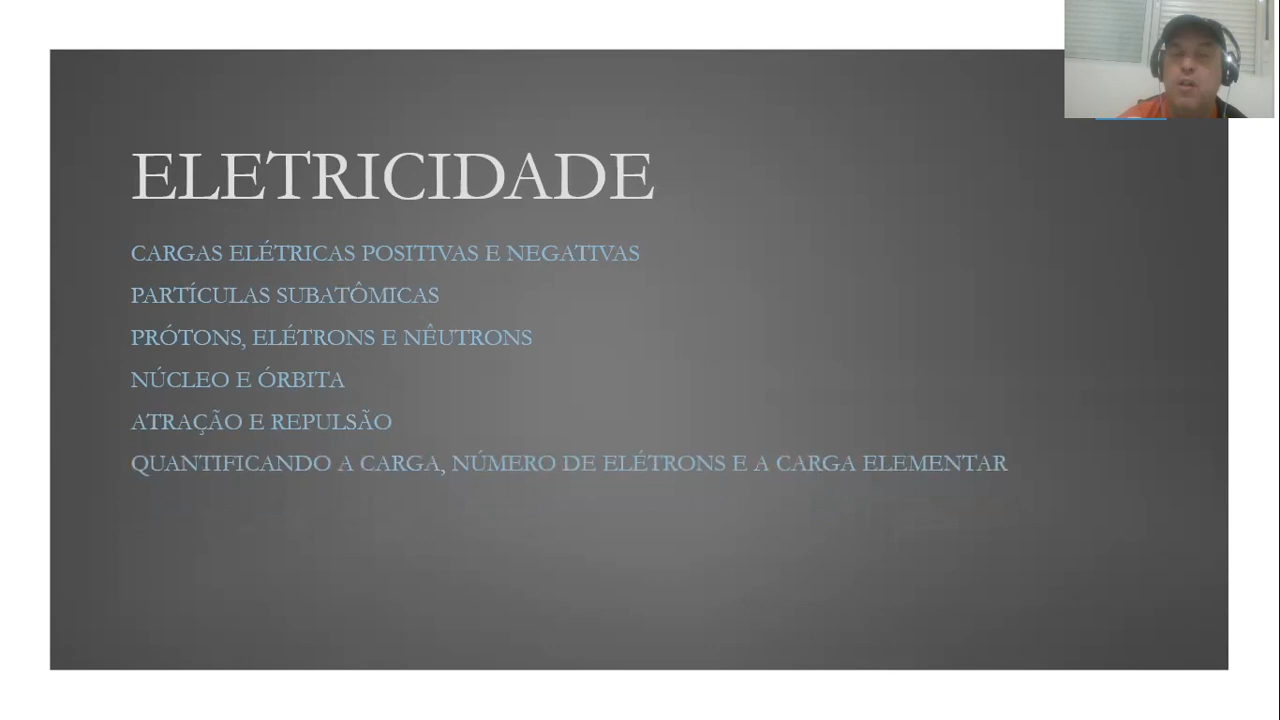 ELETRICIDADE
CARGAS ELÉTRICAS POSITIVAS E NEGATIVAS
PARTÍCULAS SUBATÔMICAS
PRÓTONS, ELÉTRONS E NÊUTRONS
NÚCLEO E ÓRBITA
ATRAÇÃO E REPULSÃO
QUANTIFICANDO A CARGA, NÚMERO DE ELÉTRONS E A CARGA ELEMENTAR